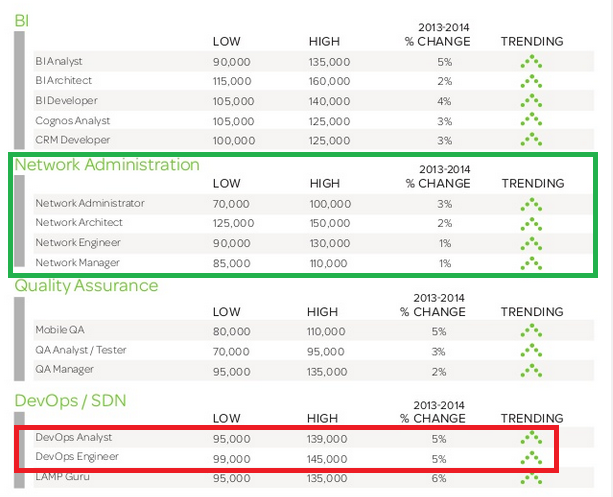 BI
2013-2014
LOW HIGH % CHANGE TRENDING
BI Analyst 90,000 135,000 5%
BI Architect 115,000 160,000 2%
BI Developer 105,000 140,000 4%
Cognos Analyst 105,000 125,000 3%
CRM Developer 100,000 125,000 3%
Network Administration
2013-2014
LOW HIGH % CHANGE TRENDING
Network Administrator 70,000 100,000 3%
Network Architect 125,000 150,000 2%
Network Engineer 90,000 130,000 1%
Network Manager 85,000 110,000 1%
Quality Assurance
2013-2014
LOW HIGH % CHANGE TRENDING
Mobile QA 80,000 110,000 5%
QA Analyst / Tester 70,000 95,000 3%
QA Manager 95,000 135,000 2%
DevOps / SDN
2013-2014
LOW HIGH % CHANGE TRENDING
DevOps Analyst 95,000 139,000 5%
DevOps Engineer 99,000 145,000 5%
LAMP Guru 95,000 135,000 6%